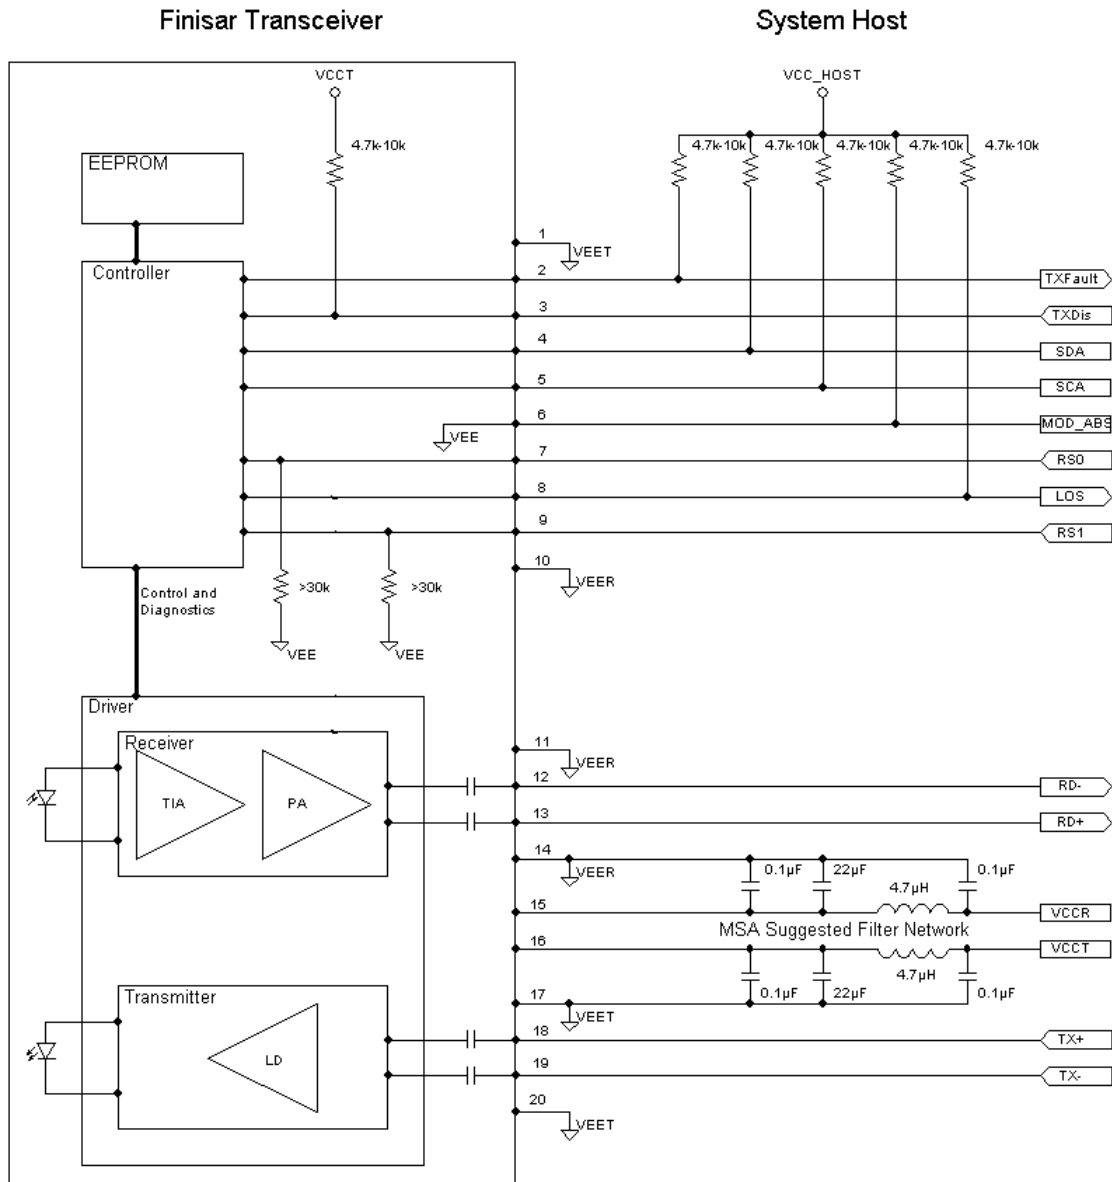 Finisar Transceiver
System Host
VCCT
VCC_HOST
4.7k-10k
4.7k-10k
4.7k-10k
4.7k-10k
4.7k-10k
4.7k-10k
EEPROM
1
VEET
Controller
2
TXFault
3
TXDis
4
SDA
5
SCA
6
MOD_ABS
VEE
7
RS0
8
LOS
9
RS1
10
VEER
Control and
Diagnostics
>30k
>30k
VEE
VEE
Driver
Receiver
11
VEER
TIA
PA
12
RD-
13
RD+
14
VEER
0.1µF
22µF
4.7µH
0.1µF
15
VCCR
MSA Suggested Filter Network
16
VCCT
4.7µH
Transmitter
17
0.1µF
22µF
0.1µF
VEET
18
TX+
LD
19
TX-
20
VEET